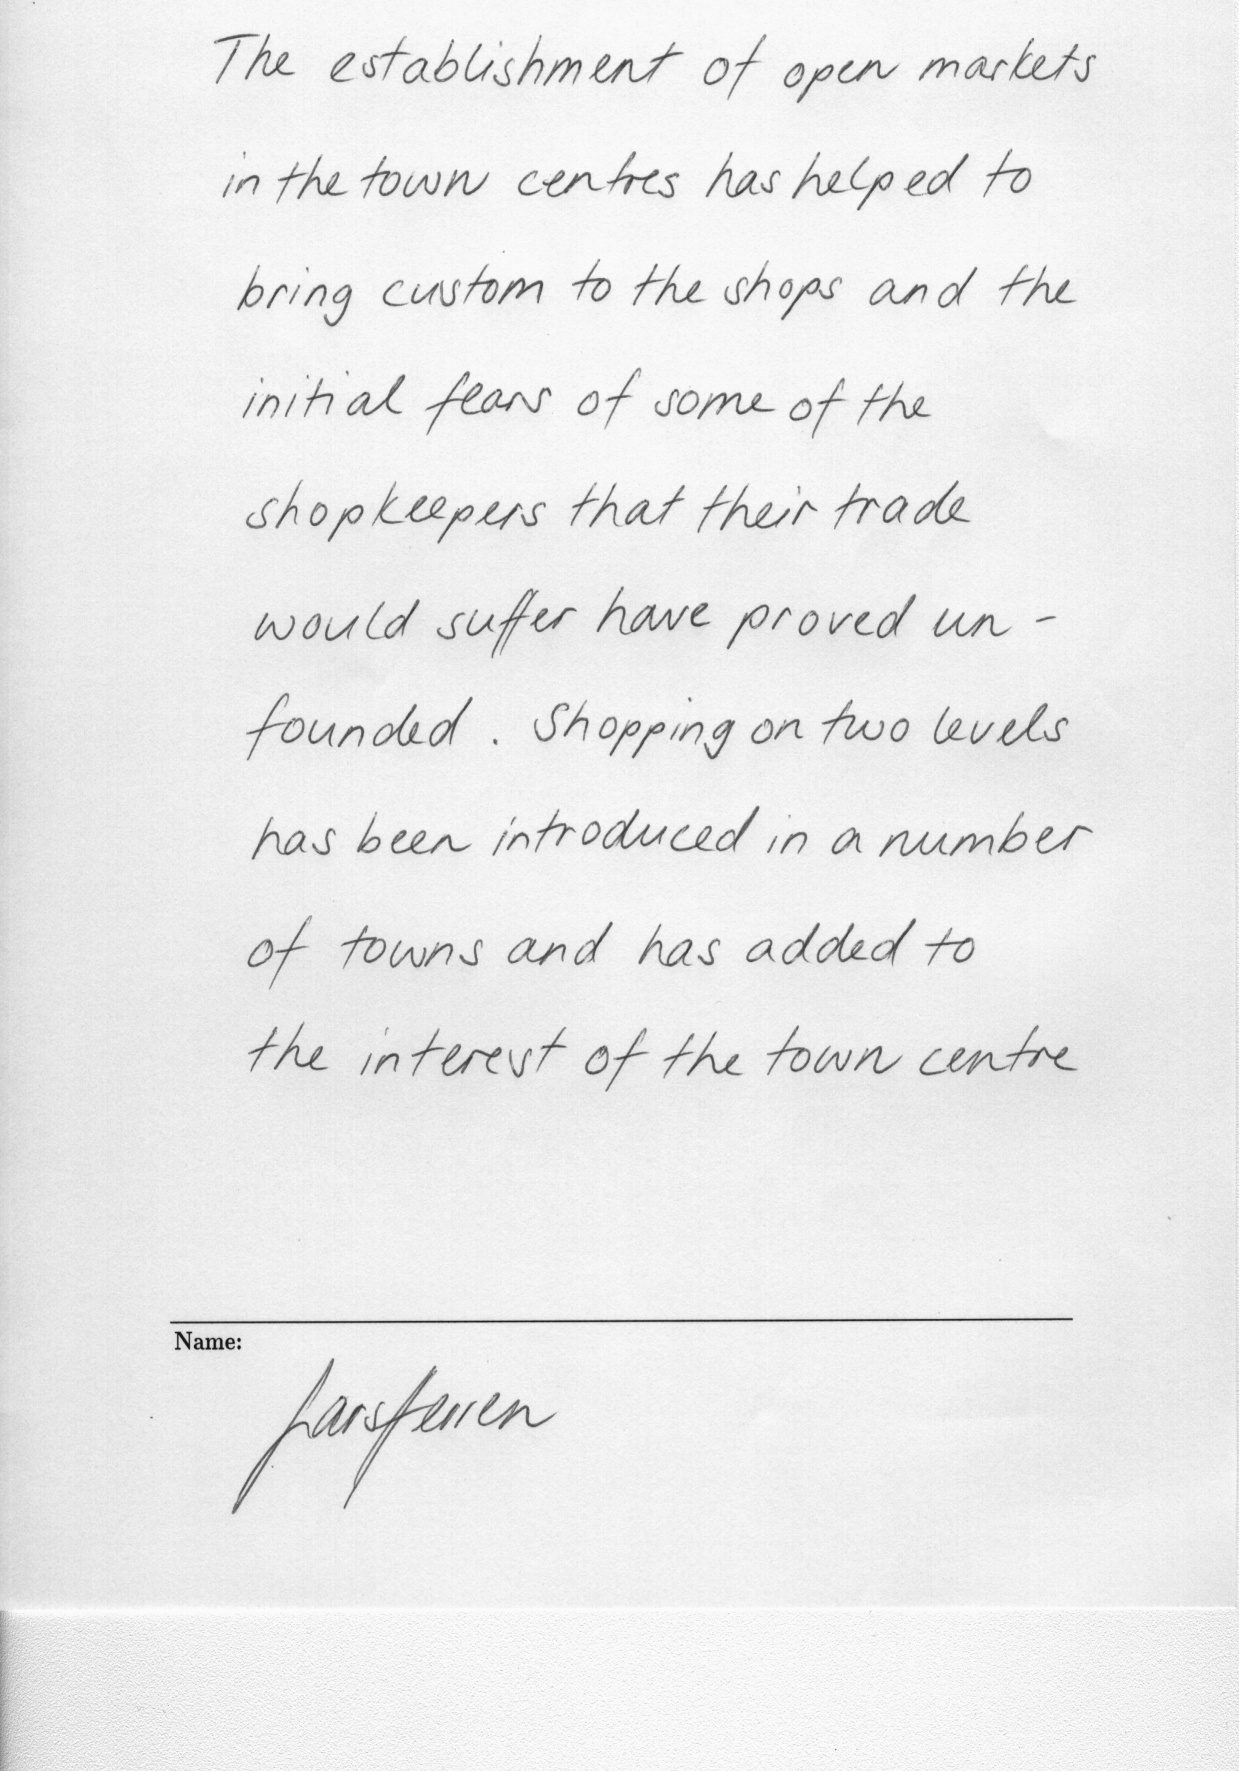 The establishment of open markets
in the town centres has helped to
bring custom to the shops and the
initial fears of some of the
shopkeepers that their trade
would suffer have proved un -
founded . Shopping on two levels
has been introduced in a number
of towns and has added to
the interest of the town centre
Name: